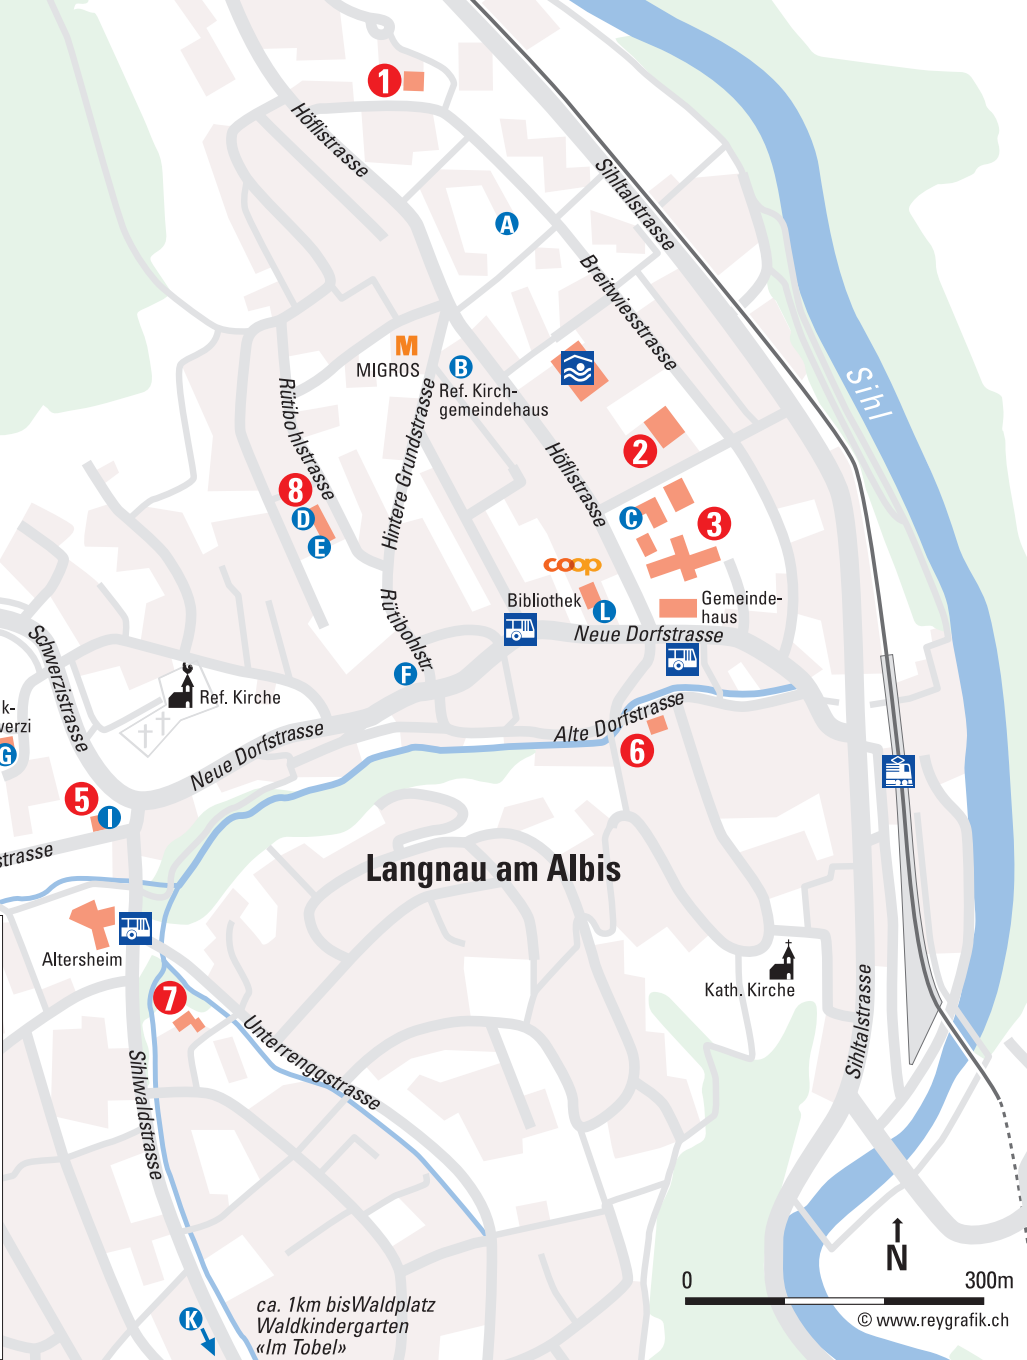 1
Höflistrasse
Sihltalstrasse
A
Breitwiesstrasse
M
MIGROS
B
Ref. Kirch-
gemeindehaus
Sihl
Rütibohlstrasse
Hintere Grundstrasse
2
Höflistrasse
8
D
E
C
3
coop
Bibliothek
L
Gemeinde-
haus
Neue Dorfstrasse
Rütibohlstr.
F
Schwerzistrasse
Ref. Kirche
k-
verzi
G
Neue Dorfstrasse
Alte Dorfstrasse
6
5
I
strasse
Langnau am Albis
Altersheim
Kath. Kirche
7
Unterrenggstrasse
Sihltalstrasse
Sihlwaldstrasse
N
0
300m
© www.reygrafik.ch
K
ca. 1km bisWaldplatz
Waldkindergarten
«Im Tobel»